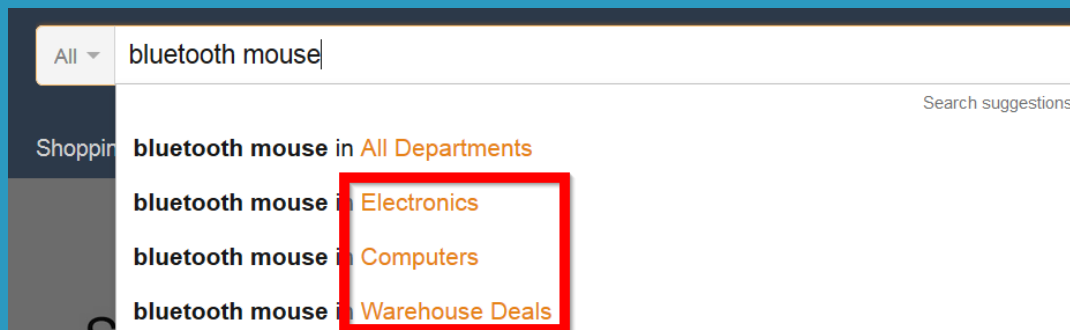 All
bluetooth mouse
Search suggestions
Shoppin
bluetooth mouse in All Departments
bluetooth mouse in Electronics
bluetooth mouse in Computers
bluetooth mouse in Warehouse Deals